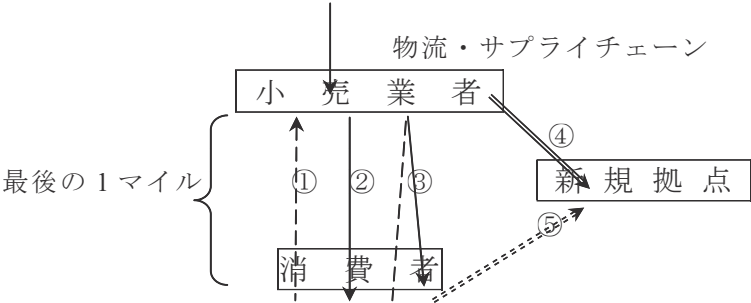 物流・サプライチェーン
小売業者
④
最後の1マイル
①
②
③
新規拠点
⑤
消費者